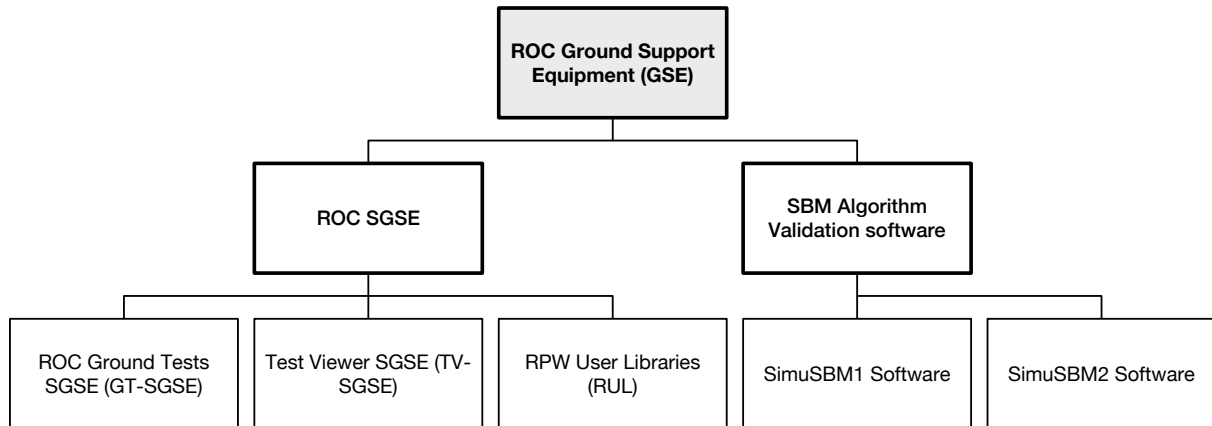 ROC Ground Support
Equipment (GSE)
ROC SGSE
SBM Algorithm
Validation software
ROC Ground Tests
SGSE (GT-SGSE)
Test Viewer SGSE (TV-
SGSE)
RPW User Libraries
(RUL)
SimuSBM1 Software
SimuSBM2 Software